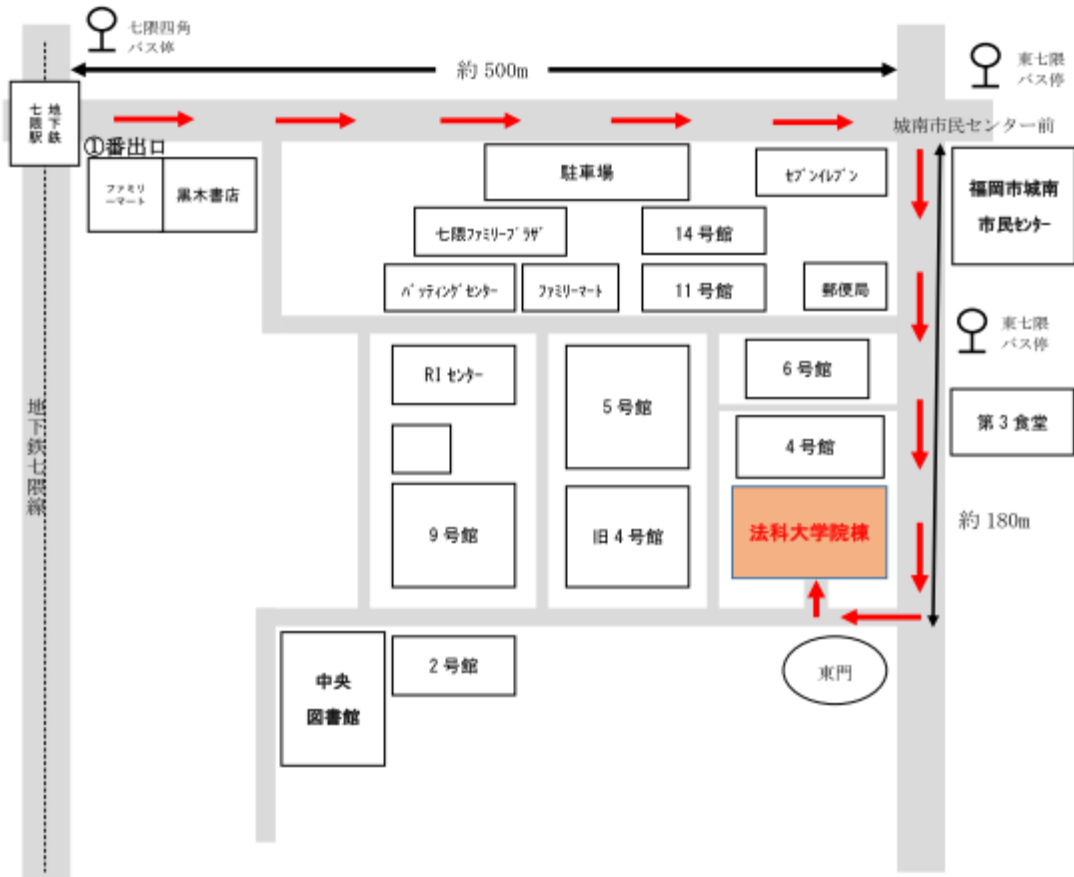 七隈四角
バス停
約 500m
東七隈
バス停
地下鉄
七隈駅
①番出口
城南市民センター前
ファミリ
ーマート
黒木書店
駐車場
ｾﾌﾞﾝｲﾚﾌﾞﾝ
福岡市城南
市民ｾﾝﾀｰ
七隈ﾌｧﾐﾘｰﾌﾟﾗｻﾞ
14 号館
ﾊﾞｯﾃｨﾝｸﾞｾﾝﾀｰ
ﾌｧﾐﾘｰﾏｰﾄ
11 号館
郵便局
東七隈
バス停
RI ｾﾝﾀｰ
5 号館
6 号館
地下鉄七隈線
第 3 食堂
4 号館
9 号館
旧 4 号館
法科大学院棟
約 180m
中央
図書館
2 号館
東門